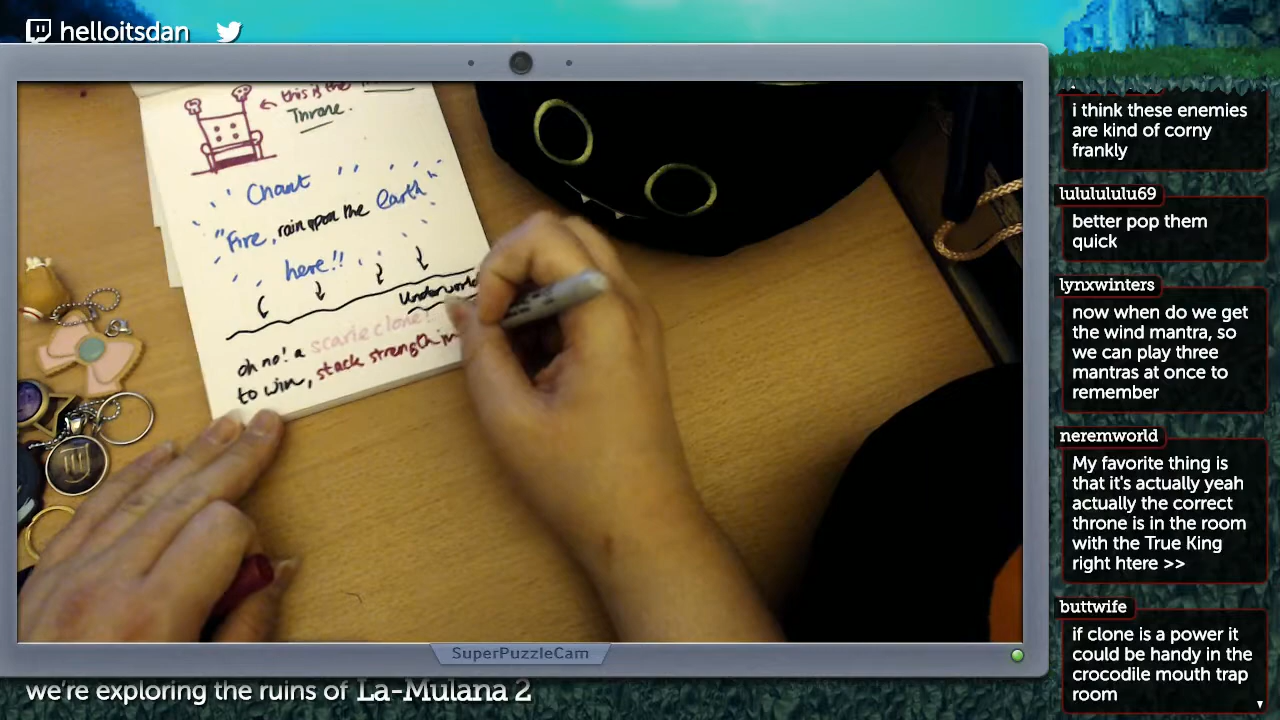 helloitsdan
this is the
Throne.
Chant
"Fire, rain upon the earth"
here!!
Underworld
oh no! a scarie clone!
to win, stack strength in
SuperPuzzleCam
we're exploring the ruins of La-Mulana 2
i think these enemies
are kind of corny
frankly
lulululu​lu69
better pop them
quick
lynxwinters
now when do we get
the wind mantra, so
we can play three
mantras at once to
remember
neremworld
My favorite thing is
that it's actually yeah
actually the correct
throne is in the room
with the True King
right htere >>
buttwife
if clone is a power it
could be handy in the
crocodile mouth trap
room